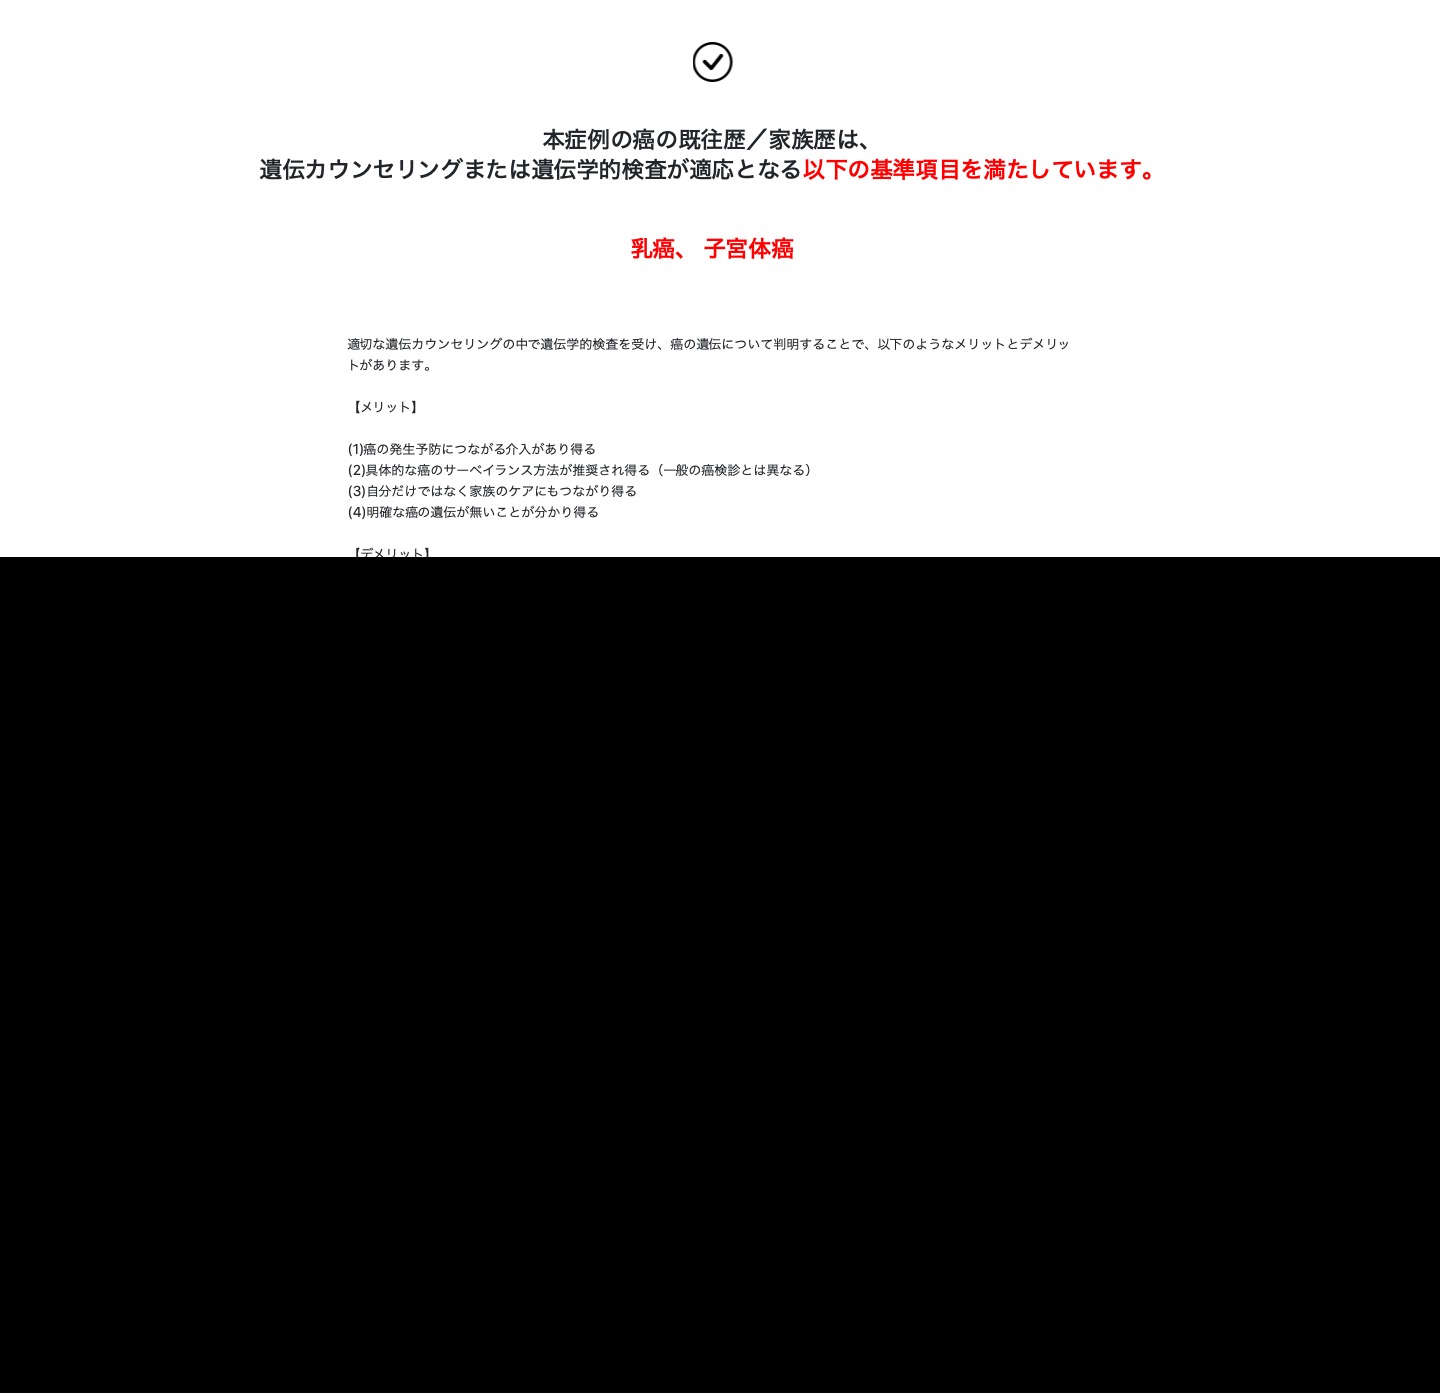 本症例の癌の既往歴／家族歴は、
遺伝カウンセリングまたは遺伝学的検査が適応となる以下の基準項目を満たしています。
乳癌、 子宮体癌
適切な遺伝カウンセリングの中で遺伝学的検査を受け、癌の遺伝について判明することで、以下のようなメリットとデメリッ
トがあります。
【メリット】
(1)癌の発生予防につながる介入があり得る
(2)具体的な癌のサーベイランス方法が推奨され得る（一般の癌検診とは異なる）
(3)自分だけではなく家族のケアにもつながり得る
(4)明確な癌の遺伝が無いことが分かり得る
【デメリット】